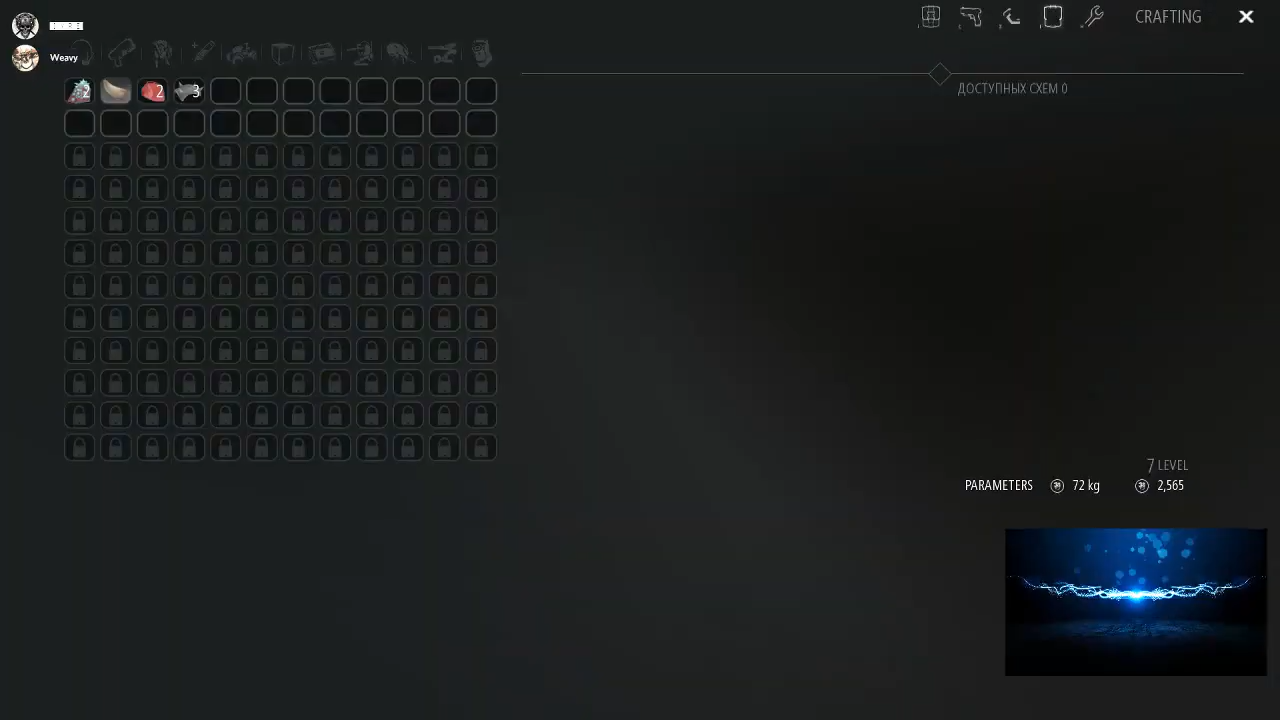 CRAFTING
Weavy
2 2 3
ДОСТУПНЫХ СХЕМ 0
7 LEVEL
PARAMETERS 72 kg 2,565